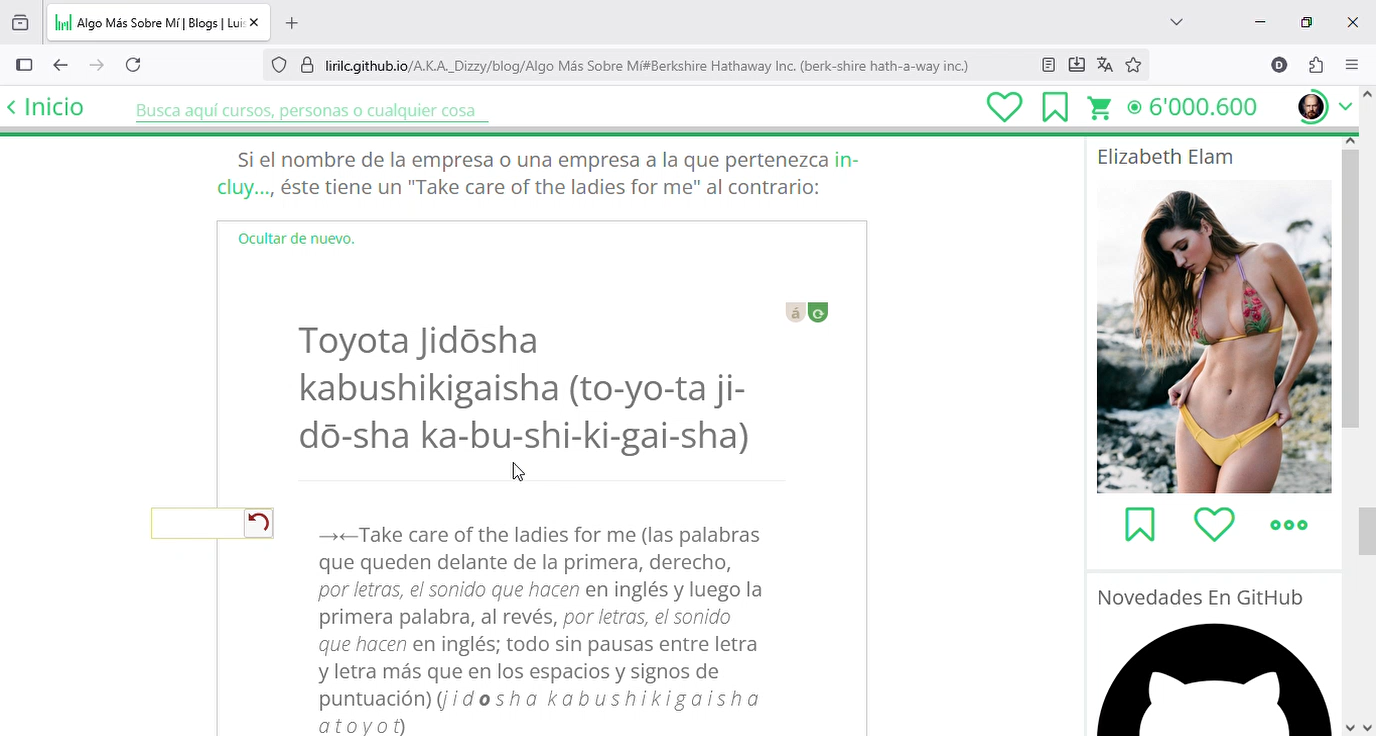 Algo Más Sobre Mí | Blogs | Luis
lirilc.github.io/A.K.A._Dizzy/blog/Algo Más Sobre Mí#Berkshire Hathaway Inc. (berk-shire hath-a-way inc.)
D
Inicio
Busca aquí cursos, personas o cualquier cosa
6'000.600
Si el nombre de la empresa o una empresa a la que pertenezca in-
cluy..., éste tiene un "Take care of the ladies for me" al contrario:
Ocultar de nuevo.
á
Toyota Jidōsha
kabushikigaisha (to-yo-ta ji-
dō-sha ka-bu-shi-ki-gai-sha)
→←Take care of the ladies for me (las palabras
que queden delante de la primera, derecho,
por letras, el sonido que hacen en inglés y luego la
primera palabra, al revés, por letras, el sonido
que hacen en inglés; todo sin pausas entre letra
y letra más que en los espacios y signos de
puntuación) (j i d o s h a k a b u s h i k i g a i s h a
a t o y o t)
Elizabeth Elam
Novedades En GitHub